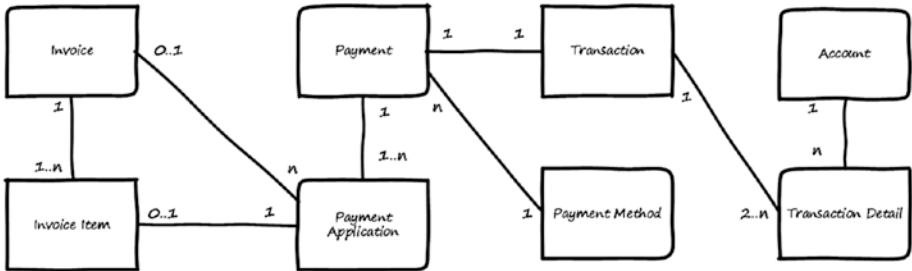 Invoice
0..1
Payment
1
1
Transaction
Account
1
1
n
1
1
1..n
1..n
n
n
Invoice Item
0..1
1
Payment
Application
1
Payment Method
2..n
Transaction Detail